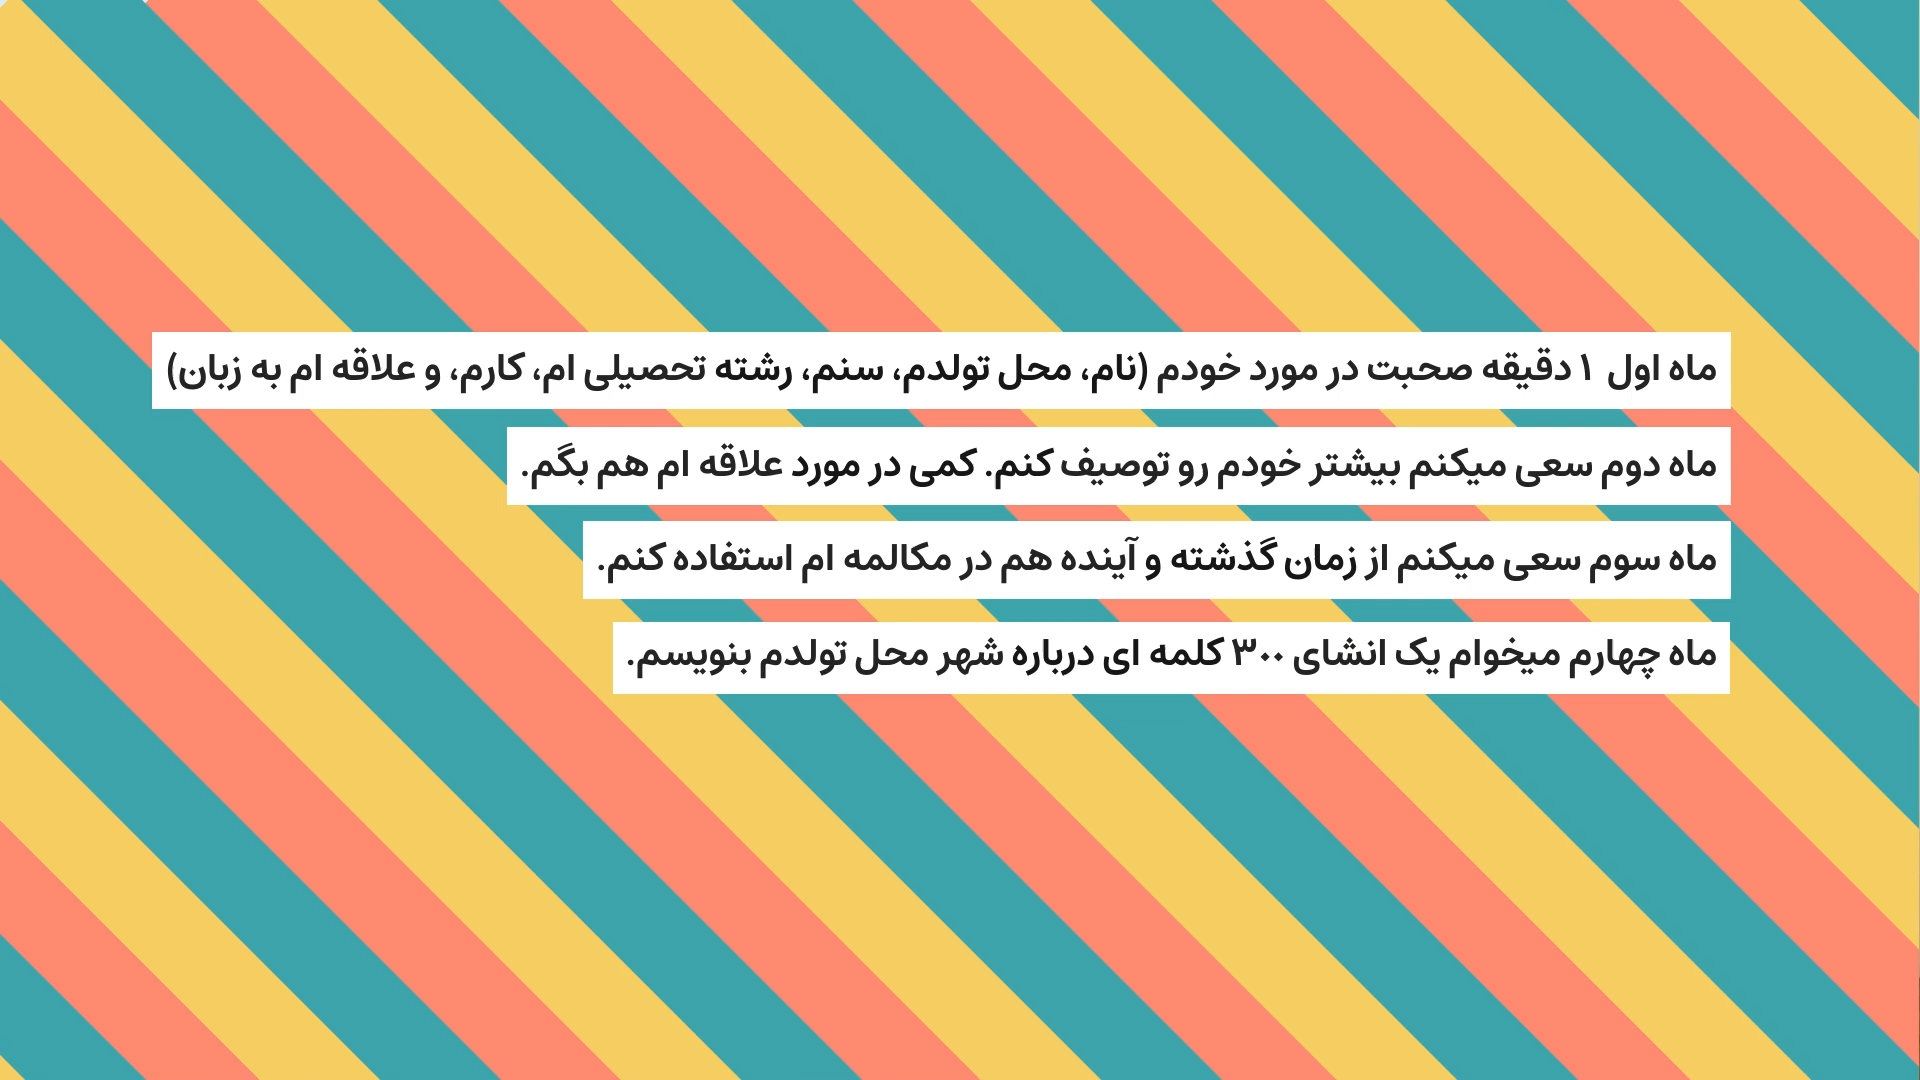 ماه اول ۱ دقیقه صحبت در مورد خودم (نام، محل تولدم، سنم، رشته تحصیلی ام، کارم، و علاقه ام به زبان)
ماه دوم سعی میکنم بیشتر خودم رو توصیف کنم. کمی در مورد علاقه ام هم بگم.
ماه سوم سعی میکنم از زمان گذشته و آینده هم در مکالمه ام استفاده کنم.
ماه چهارم میخوام یک انشای ۳۰۰ کلمه ای درباره شهر محل تولدم بنویسم.